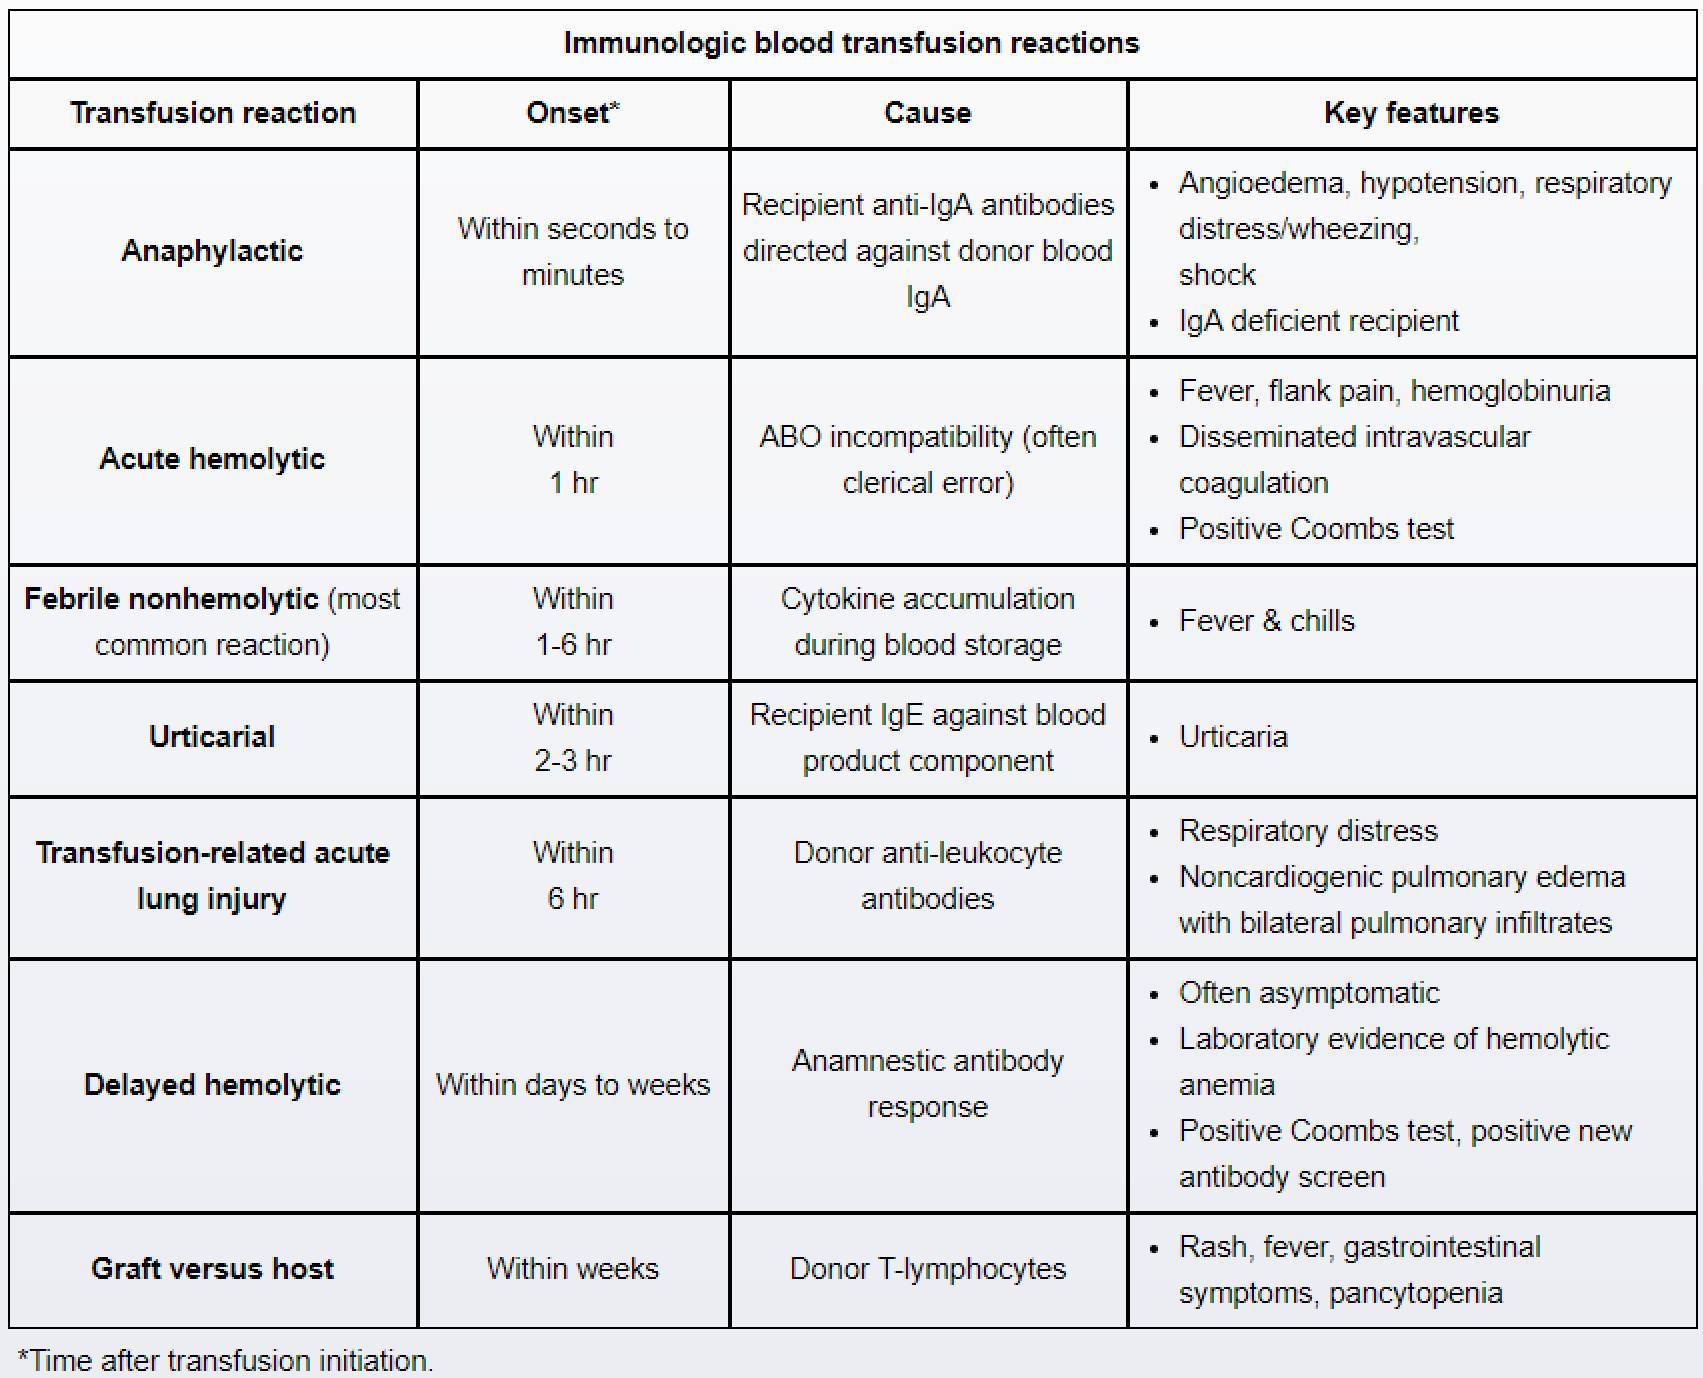 Immunologic blood transfusion reactions
Transfusion reaction
Onset*
Cause
Key features
Anaphylactic
Within seconds to
minutes
Recipient anti-IgA antibodies
directed against donor blood
IgA
• Angioedema, hypotension, respiratory
distress/wheezing,
shock
• IgA deficient recipient
Acute hemolytic
Within
1 hr
ABO incompatibility (often
clerical error)
• Fever, flank pain, hemoglobinuria
• Disseminated intravascular
coagulation
• Positive Coombs test
Febrile nonhemolytic (most
common reaction)
Within
1-6 hr
Cytokine accumulation
during blood storage
• Fever & chills
Urticarial
Within
2-3 hr
Recipient IgE against blood
product component
• Urticaria
Transfusion-related acute
lung injury
Within
6 hr
Donor anti-leukocyte
antibodies
• Respiratory distress
• Noncardiogenic pulmonary edema
with bilateral pulmonary infiltrates
Delayed hemolytic
Within days to weeks
Anamnestic antibody
response
• Often asymptomatic
• Laboratory evidence of hemolytic
anemia
• Positive Coombs test, positive new
antibody screen
Graft versus host
Within weeks
Donor T-lymphocytes
• Rash, fever, gastrointestinal
symptoms, pancytopenia
*Time after transfusion initiation.